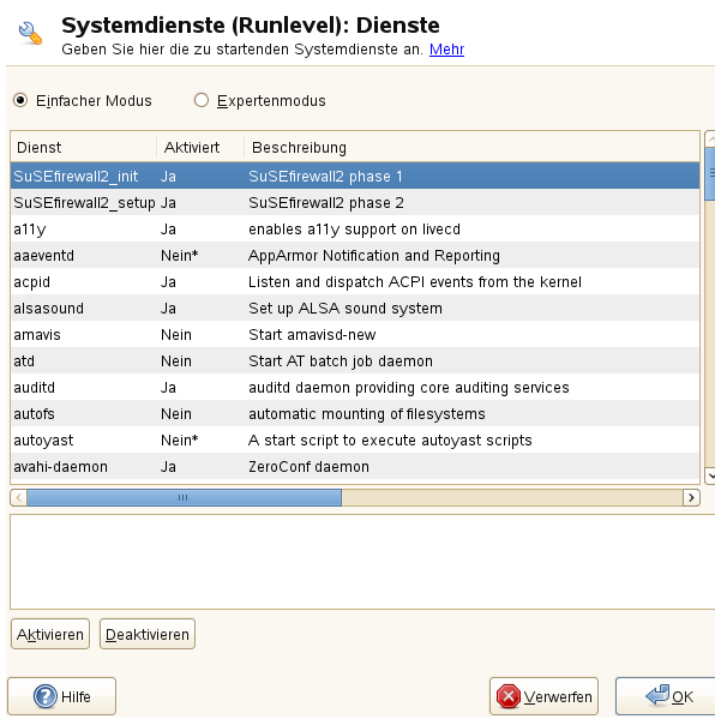 Systemdienste (Runlevel): Dienste
Geben Sie hier die zu startenden Systemdienste an. Mehr
Einfacher Modus Expertenmodus
Dienst Aktiviert Beschreibung
SuSEfirewall2_init Ja SuSEfirewall2 phase 1
SuSEfirewall2_setup Ja SuSEfirewall2 phase 2
a11y Ja enables a11y support on livecd
aaeventd Nein* AppArmor Notification and Reporting
acpid Ja Listen and dispatch ACPI events from the kernel
alsasound Ja Set up ALSA sound system
amavis Nein Start amavisd-new
atd Nein Start AT batch job daemon
auditd Ja auditd daemon providing core auditing services
autofs Nein automatic mounting of filesystems
autoyast Nein* A start script to execute autoyast scripts
avahi-daemon Ja ZeroConf daemon
Aktivieren Deaktivieren
Hilfe Verwerfen OK